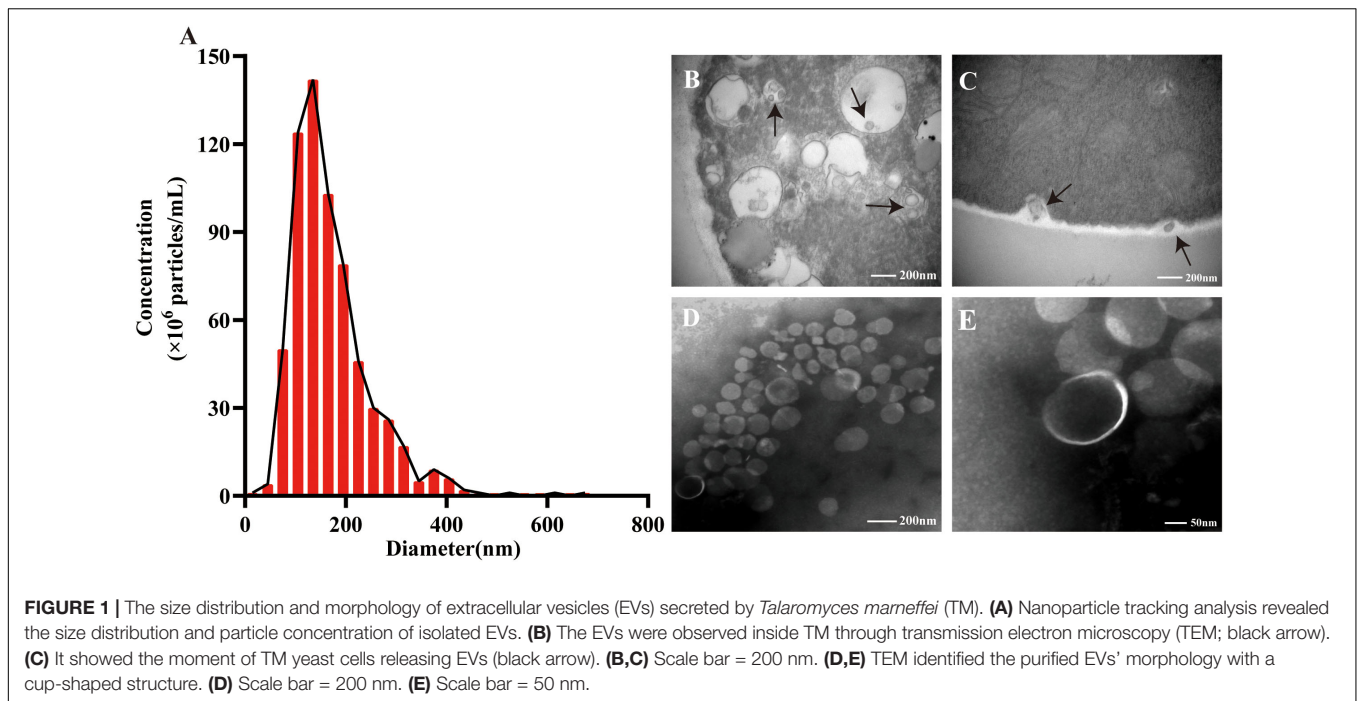 A
150
120
90
60
30
0
Concentration
(×10⁶ particles/mL)
0 200 400 600 800
Diameter(nm)
B
200nm
C
200nm
D
200nm
E
50nm
FIGURE 1 | The size distribution and morphology of extracellular vesicles (EVs) secreted by Talaromyces marneffei (TM). (A) Nanoparticle tracking analysis revealed
the size distribution and particle concentration of isolated EVs. (B) The EVs were observed inside TM through transmission electron microscopy (TEM; black arrow).
(C) It showed the moment of TM yeast cells releasing EVs (black arrow). (B,C) Scale bar = 200 nm. (D,E) TEM identified the purified EVs’ morphology with a
cup-shaped structure. (D) Scale bar = 200 nm. (E) Scale bar = 50 nm.